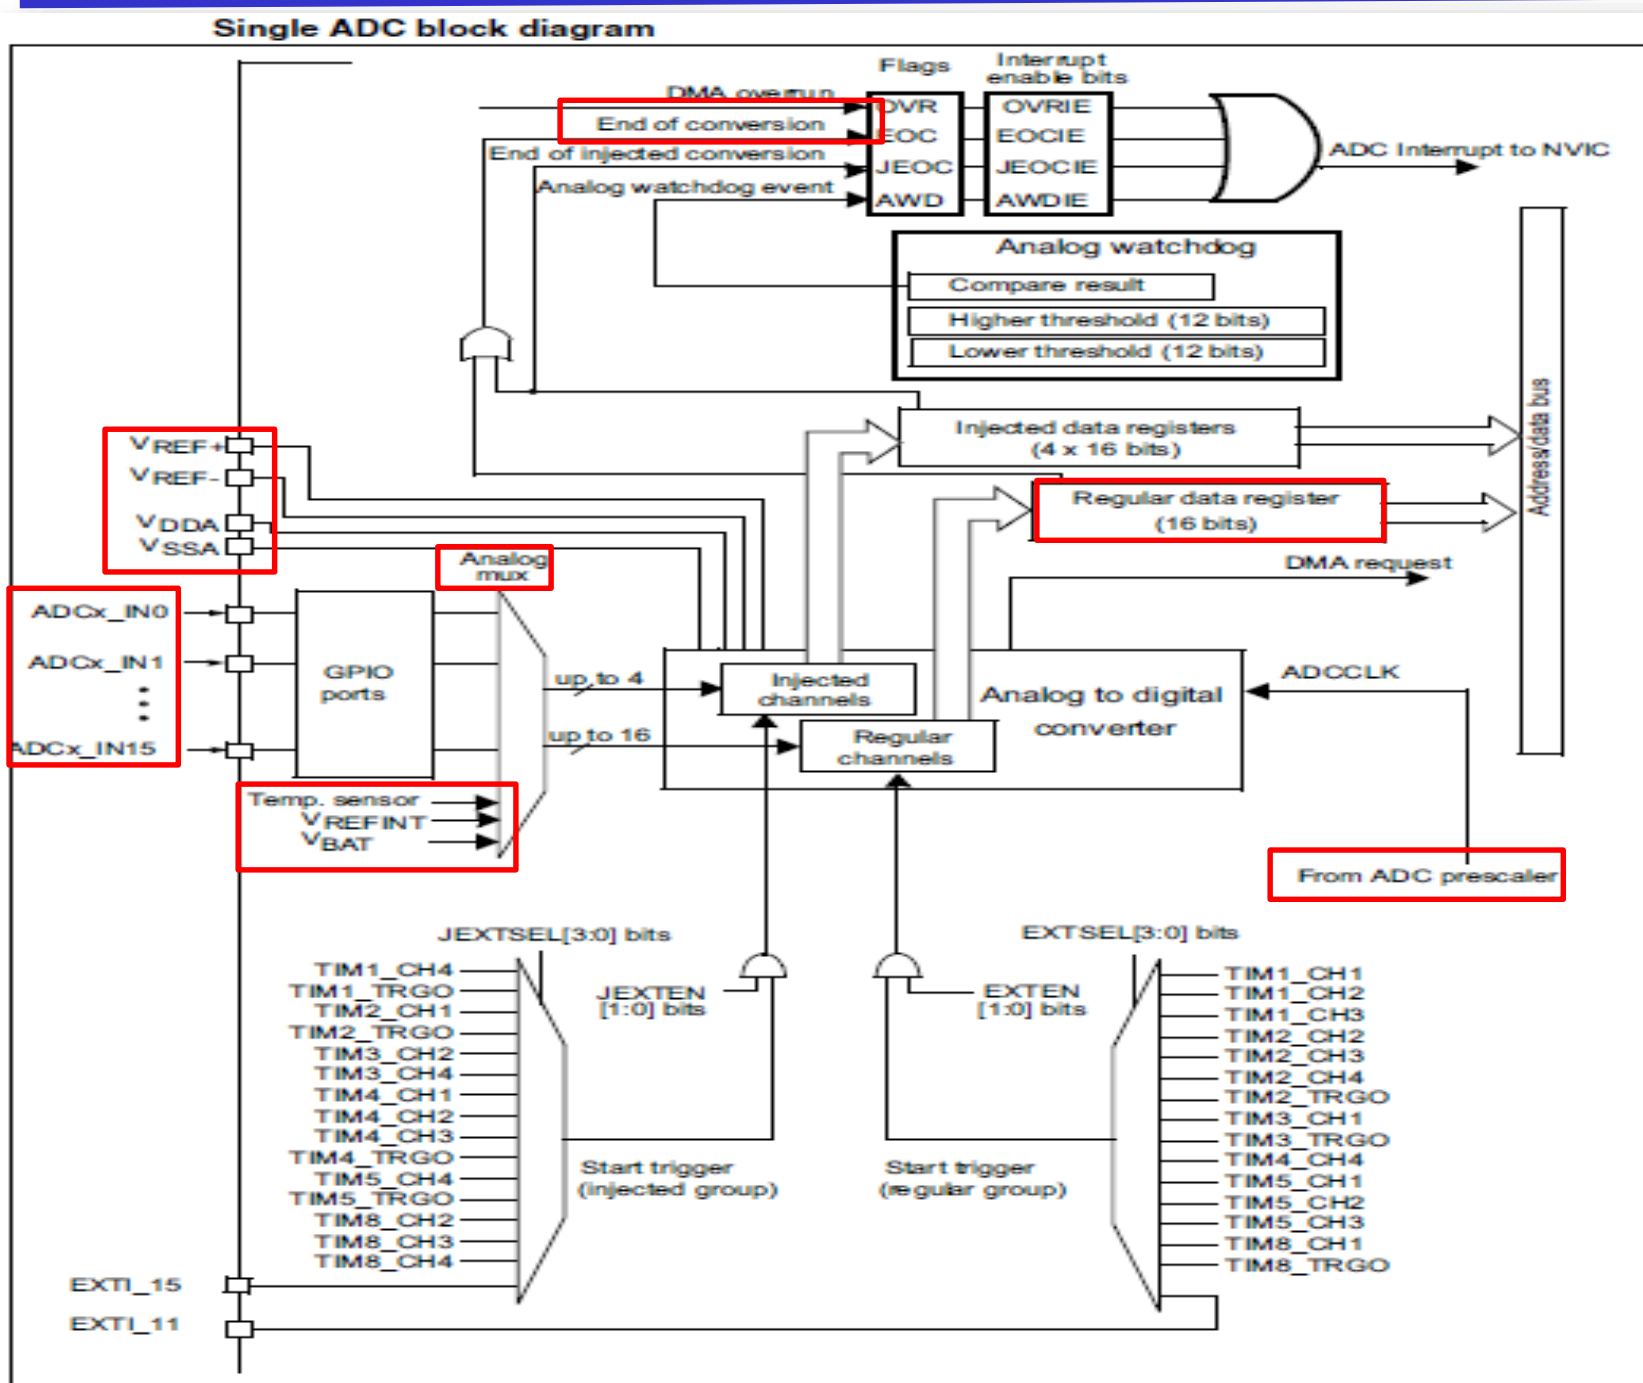 Single ADC block diagram
Flags
Interrupt
enable bits
DMA overrun
OVR
OVRIE
End of conversion
EOC
EOCIE
End of injected conversion
JEOC
JEOCIE
ADC Interrupt to NVIC
Analog watchdog event
AWD
AWDIE
Analog watchdog
Compare result
Higher threshold (12 bits)
Lower threshold (12 bits)
Address/data bus
VREF+
VREF-
VDDA
VSSA
Injected data registers
(4 x 16 bits)
Regular data register
(16 bits)
Analog
mux
DMA request
ADCx_IN0
ADCx_IN1
ADCx_IN15
GPIO
ports
up to 4
up to 16
Injected
channels
Regular
channels
Analog to digital
converter
ADCCLK
Temp. sensor
VREFINT
VBAT
From ADC prescaler
JEXTSEL[3:0] bits
EXTSEL[3:0] bits
TIM1_CH4
TIM1_TRGO
TIM2_CH1
TIM2_TRGO
TIM3_CH2
TIM3_CH4
TIM4_CH1
TIM4_CH2
TIM4_CH3
TIM4_TRGO
TIM5_CH4
TIM5_TRGO
TIM8_CH2
TIM8_CH3
TIM8_CH4
JEXTEN
[1:0] bits
EXTEN
[1:0] bits
Start trigger
(injected group)
Start trigger
(regular group)
TIM1_CH1
TIM1_CH2
TIM1_CH3
TIM2_CH2
TIM2_CH3
TIM2_CH4
TIM2_TRGO
TIM3_CH1
TIM3_TRGO
TIM4_CH4
TIM5_CH1
TIM5_CH2
TIM5_CH3
TIM8_CH1
TIM8_TRGO
EXTI_15
EXTI_11